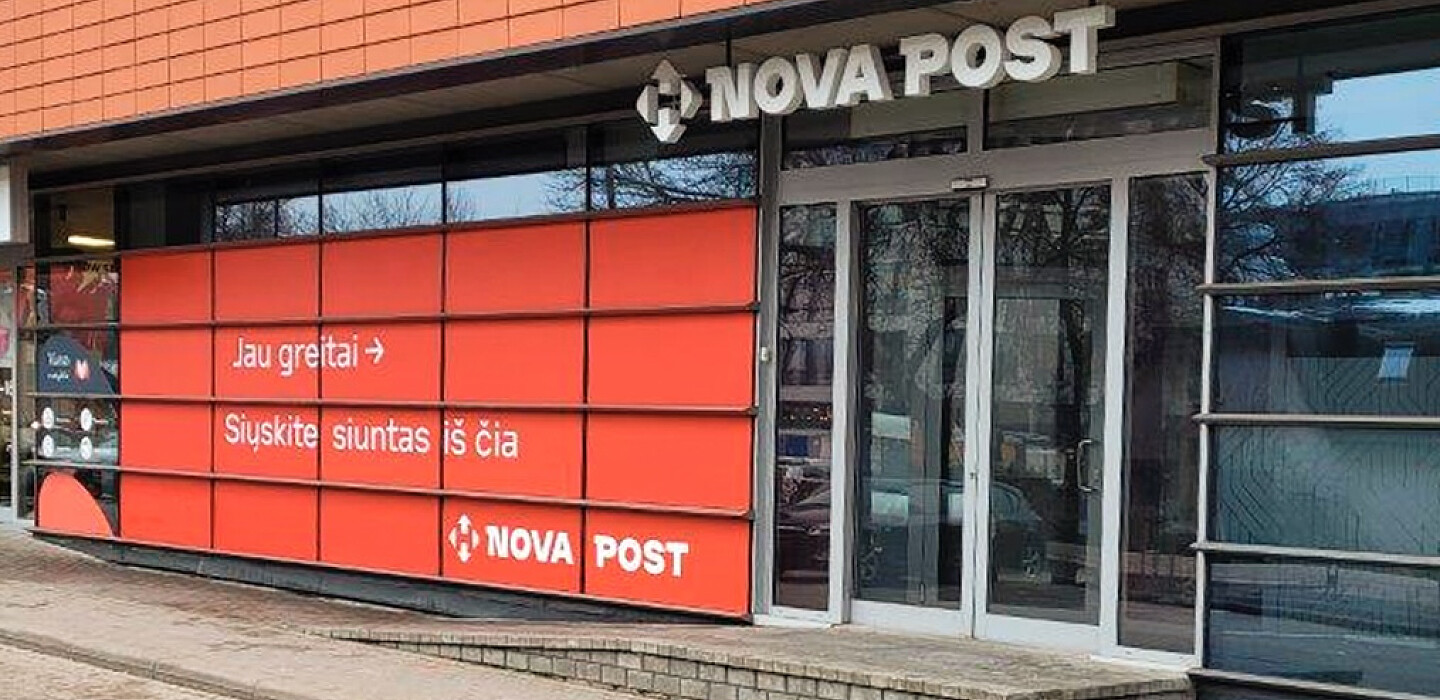 NOVA POST
Jau greitai →
Siųskite siuntas iš čia
NOVA POST